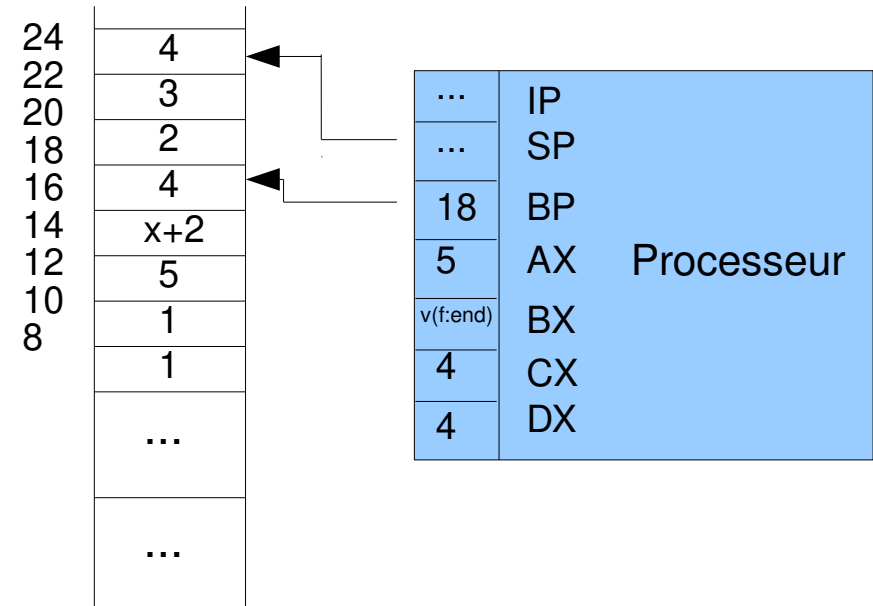 24
22
20
18
16
14
12
10
8
4
3
2
4
x+2
5
1
1
...
...
... IP
... SP
18 BP
5 AX Processeur
v(f:end) BX
4 CX
4 DX